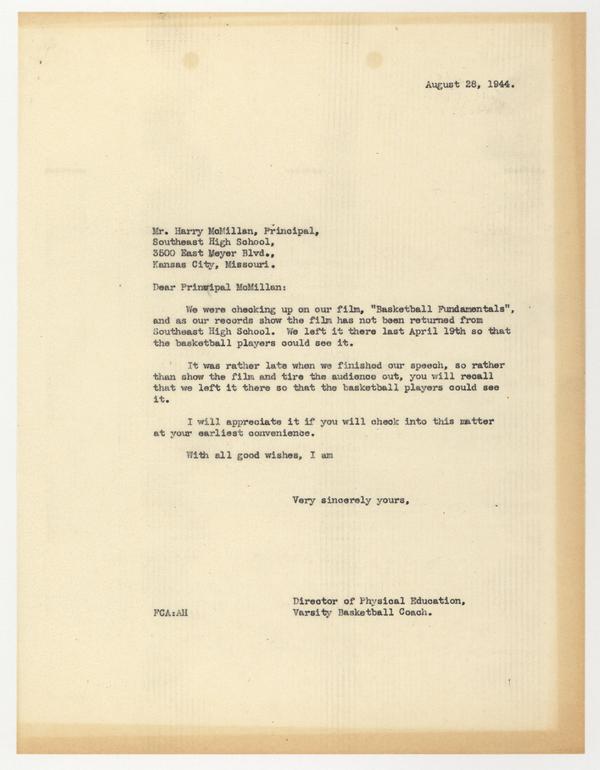 August 28, 1944.
Mr. Harry McMillan, Principal,
Southeast High School,
3500 East Meyer Blvd.,
Kansas City, Missouri.
Dear Principal McMillan:
We were checking up on our film, "Basketball Fundamentals",
and as our records show the film has not been returned from
Southeast High School. We left it there last April 19th so that
the basketball players could see it.
It was rather late when we finished our speech, so rather
than show the film and tire the audience out, you will recall
that we left it there so that the basketball players could see
it.
I will appreciate it if you will check into this matter
at your earliest convenience.
With all good wishes, I am
Very sincerely yours,
Director of Physical Education,
FCA:AH Varsity Basketball Coach.